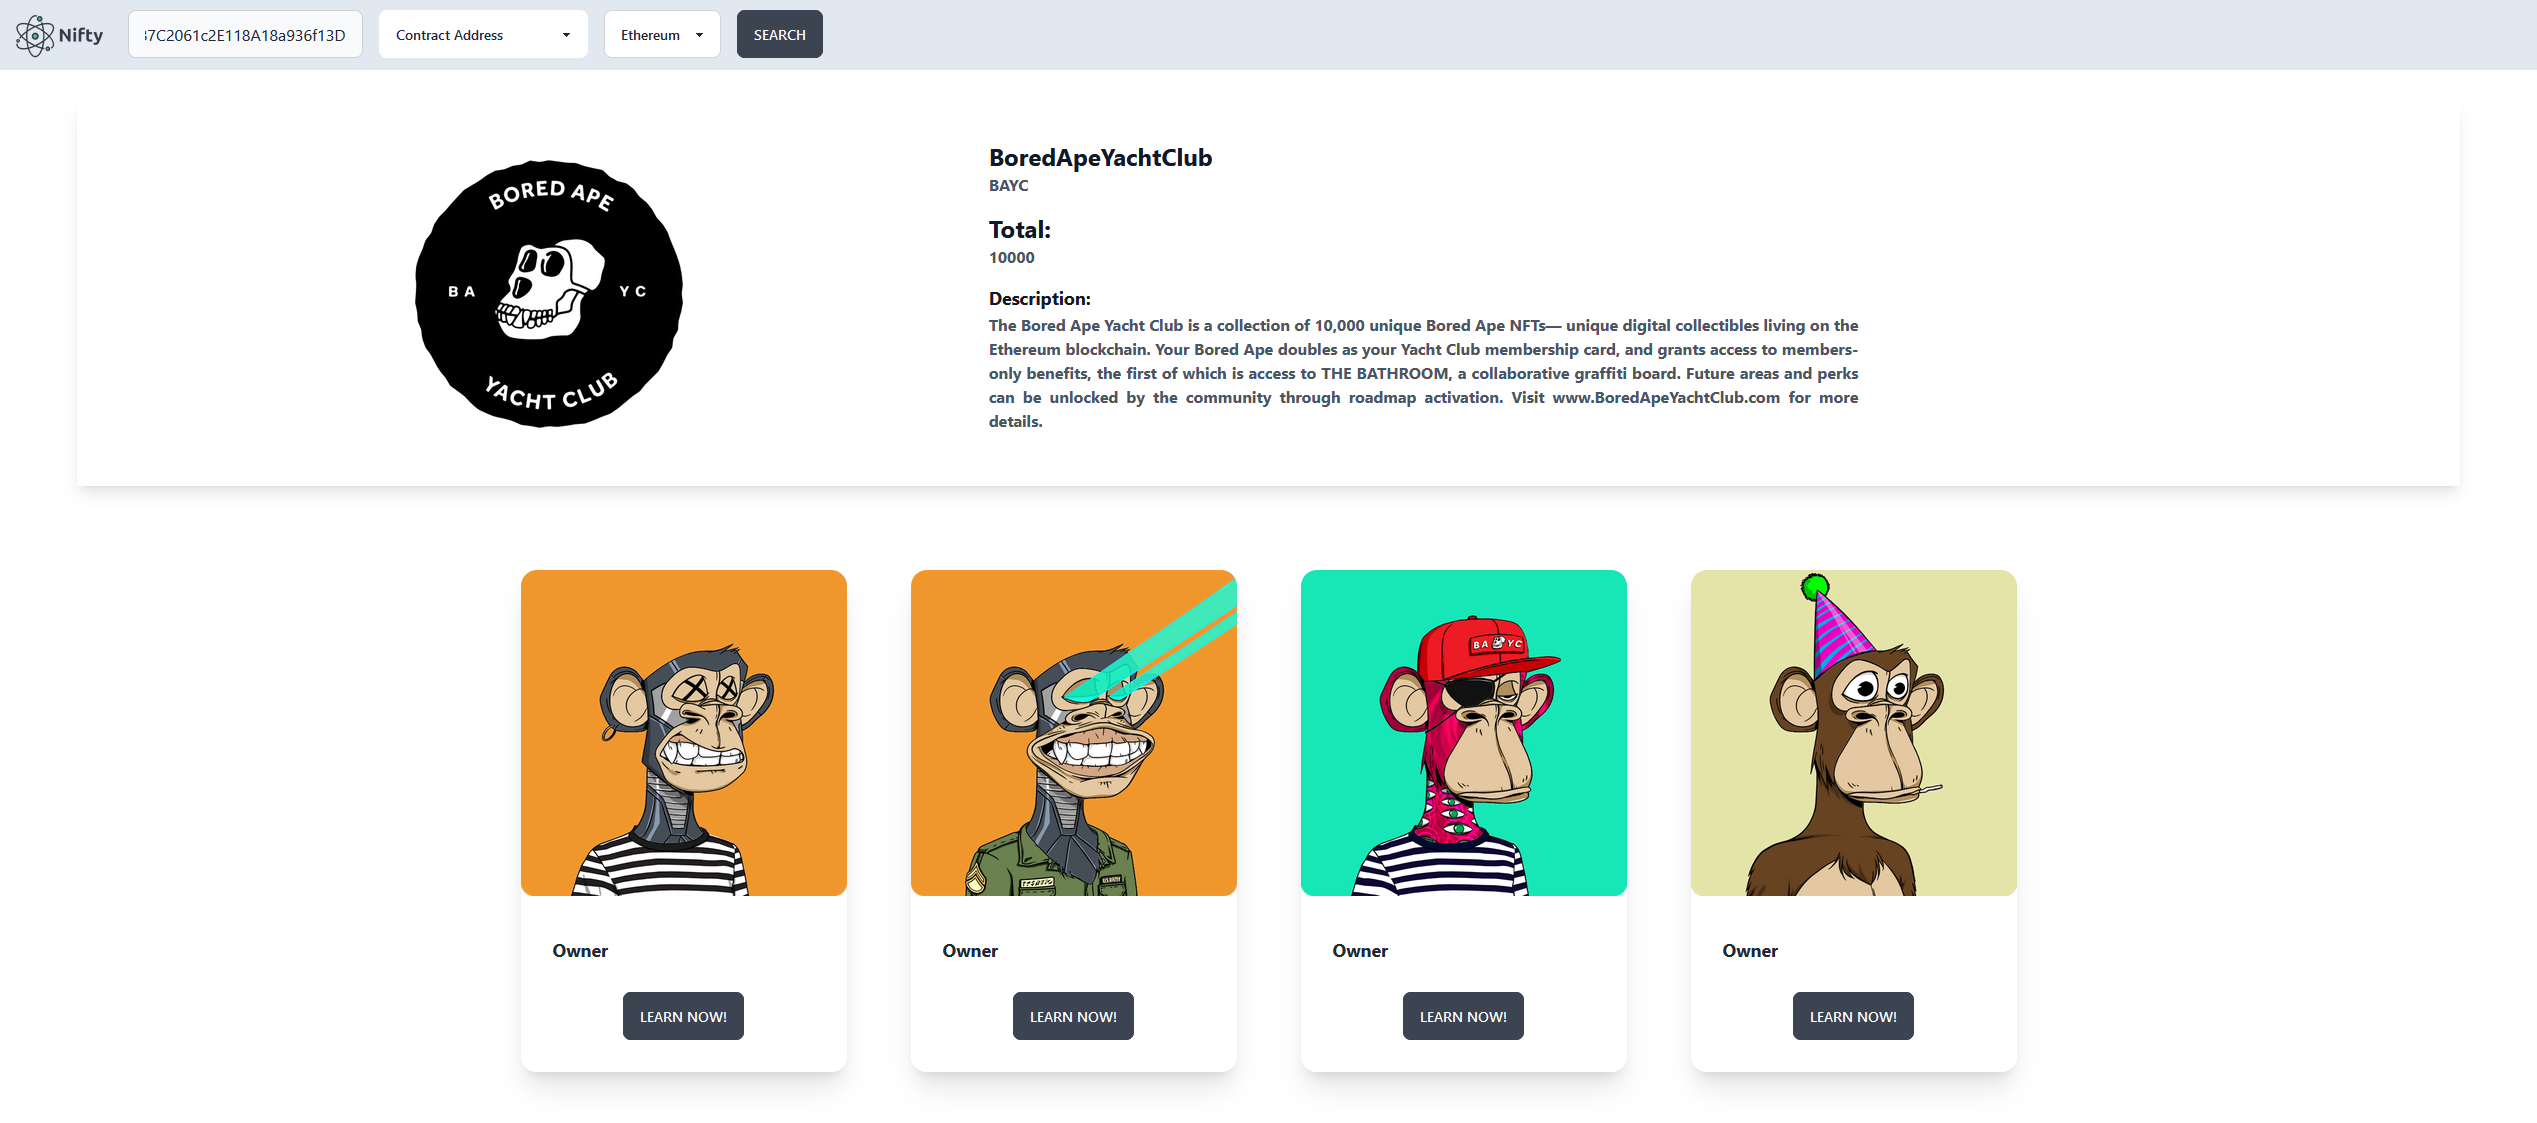 Nifty
37C2061c2E118A18a936f13D
Contract Address
Ethereum
SEARCH
BORED APE
BA YC
YACHT CLUB
BoredApeYachtClub
BAYC
Total:
10000
Description:
The Bored Ape Yacht Club is a collection of 10,000 unique Bored Ape NFTs— unique digital collectibles living on the
Ethereum blockchain. Your Bored Ape doubles as your Yacht Club membership card, and grants access to members-
only benefits, the first of which is access to THE BATHROOM, a collaborative graffiti board. Future areas and perks
can be unlocked by the community through roadmap activation. Visit www.BoredApeYachtClub.com for more
details.
BA YC
Owner
Owner
Owner
Owner
LEARN NOW!
LEARN NOW!
LEARN NOW!
LEARN NOW!